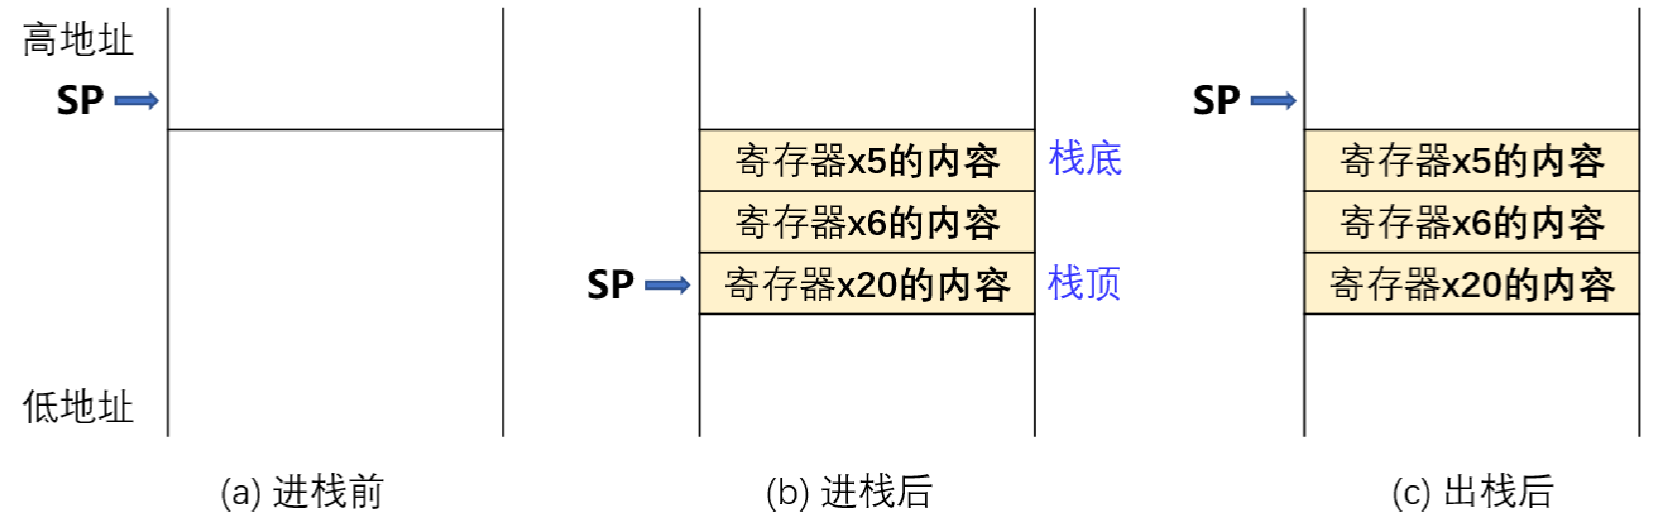 高地址
SP
低地址
(a) 进栈前
寄存器x5的内容
栈底
寄存器x6的内容
SP
寄存器x20的内容
栈顶
(b) 进栈后
SP
寄存器x5的内容
寄存器x6的内容
寄存器x20的内容
(c) 出栈后